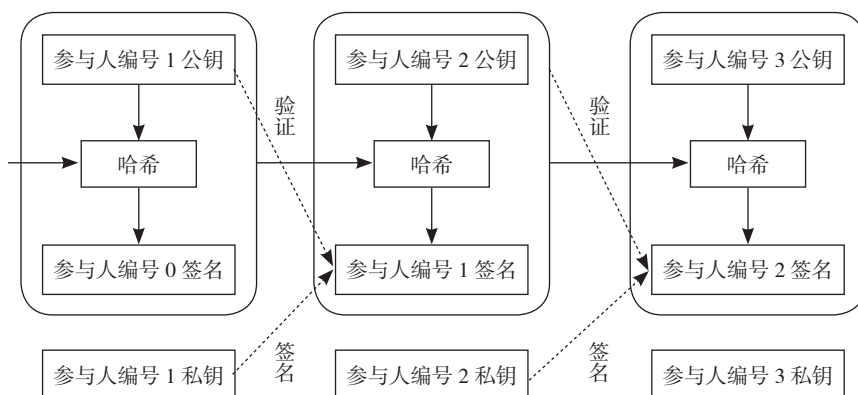 参与人编号 1 公钥
参与人编号 2 公钥
参与人编号 3 公钥
验证
验证
哈希
哈希
哈希
参与人编号 0 签名
参与人编号 1 签名
参与人编号 2 签名
签名
签名
参与人编号 1 私钥
参与人编号 2 私钥
参与人编号 3 私钥